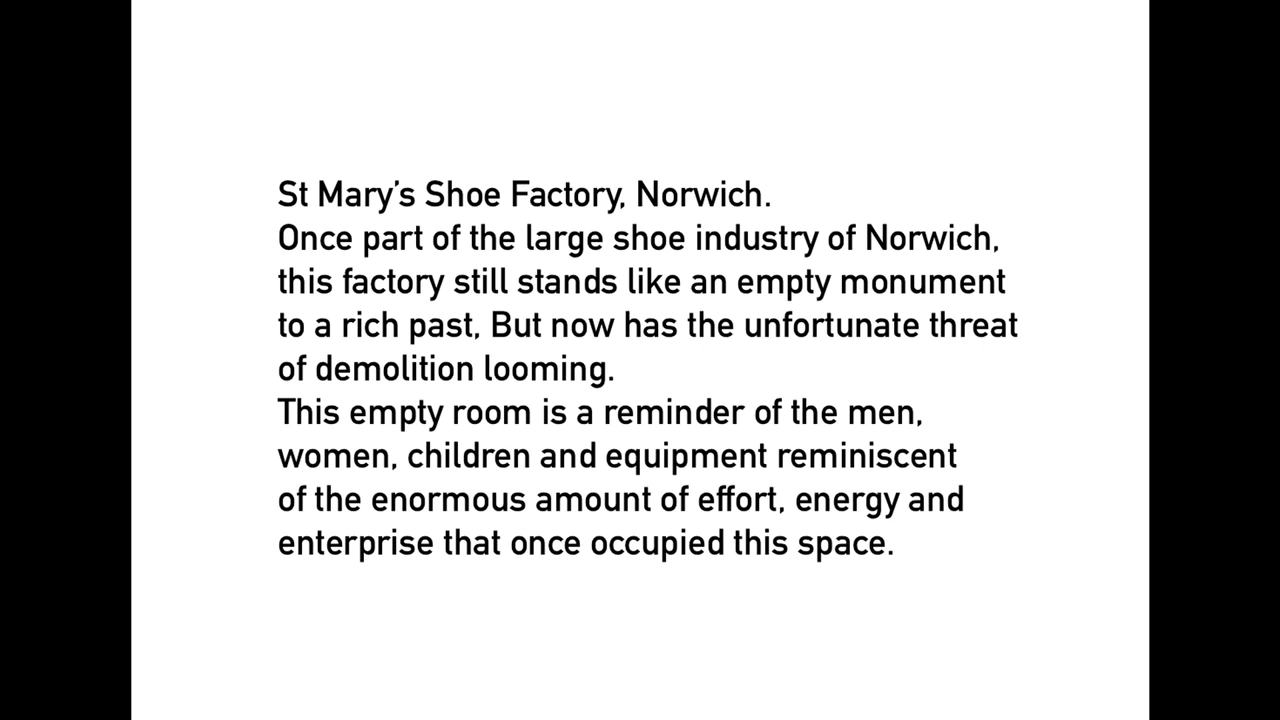 St Mary’s Shoe Factory, Norwich.
Once part of the large shoe industry of Norwich,
this factory still stands like an empty monument
to a rich past, But now has the unfortunate threat
of demolition looming.
This empty room is a reminder of the men,
women, children and equipment reminiscent
of the enormous amount of effort, energy and
enterprise that once occupied this space.